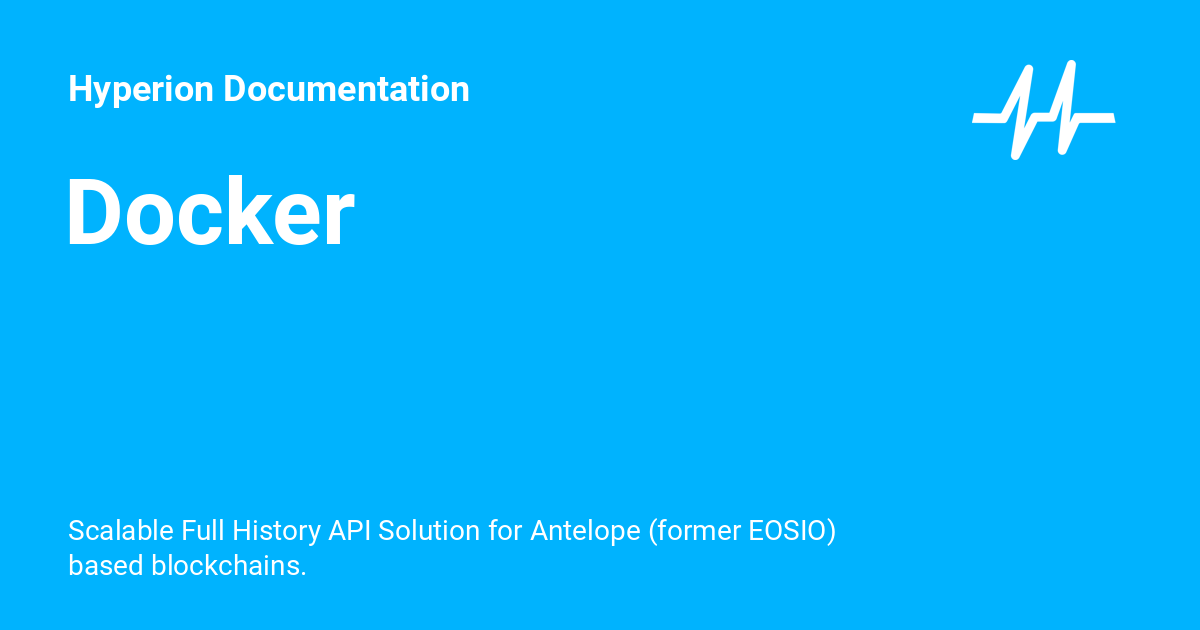 Hyperion Documentation
Docker
Scalable Full History API Solution for Antelope (former EOSIO)
based blockchains.